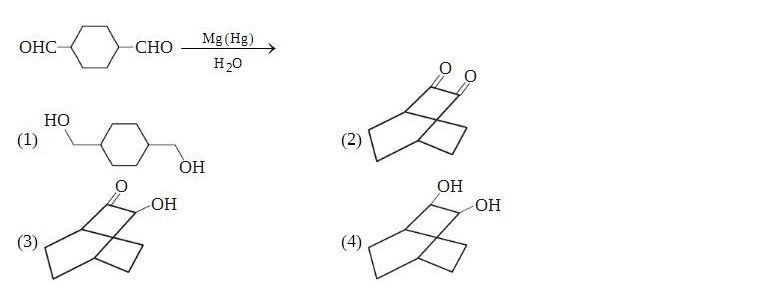 OHC
CHO
Mg(Hg)
H₂O
O
O
(1)
HO
OH
(2)
O
OH
(3)
OH
OH
(4)